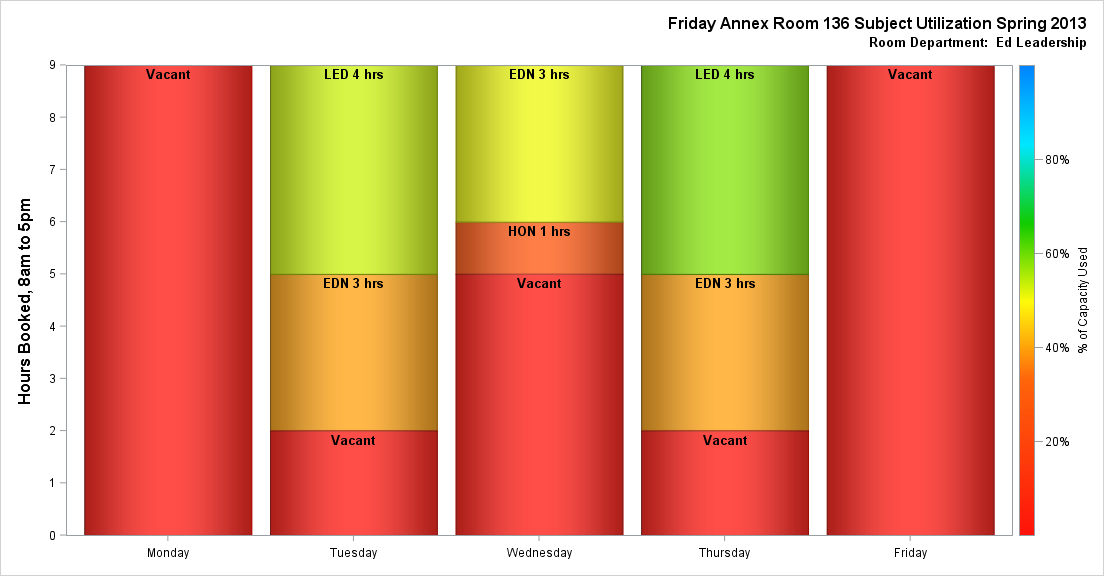 Friday Annex Room 136 Subject Utilization Spring 2013
Room Department:  Ed Leadership
Hours Booked, 8am to 5pm
9
8
7
6
5
4
3
2
1
0
Vacant
LED 4 hrs
EDN 3 hrs
LED 4 hrs
Vacant
HON 1 hrs
EDN 3 hrs
Vacant
EDN 3 hrs
Vacant
Vacant
Monday
Tuesday
Wednesday
Thursday
Friday
80%
60%
40%
20%
% of Capacity Used